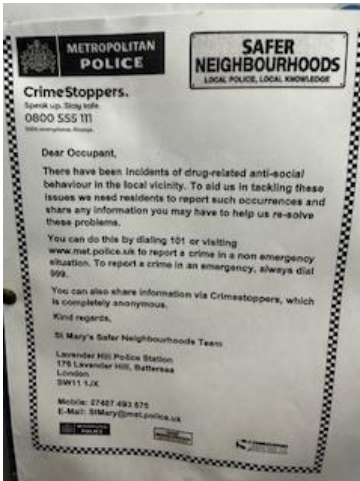 METROPOLITAN
POLICE
SAFER
NEIGHBOURHOODS
LOCAL POLICE, LOCAL KNOWLEDGE
CrimeStoppers.
Speak up. Stay safe.
0800 555 111
100% anonymous. Always.
Dear Occupant,
There have been incidents of drug-related anti-social
behaviour in the local vicinity. To aid us in tackling these
issues we need residents to report such occurrences and
share any information you may have to help us re-solve
these problems.
You can do this by dialing 101 or visiting
www.met.police.uk to report a crime in a non emergency
situation. To report a crime in an emergency, always dial
999.
You can also share information via Crimestoppers, which
is completely anonymous.
Kind regards,
St Mary's Safer Neighbourhoods Team
Lavender Hill Police Station
176 Lavender Hill, Battersea
London
SW11 1JX
Mobile: 07407 493 675
E-Mail: StMary@met.police.uk
POLICE